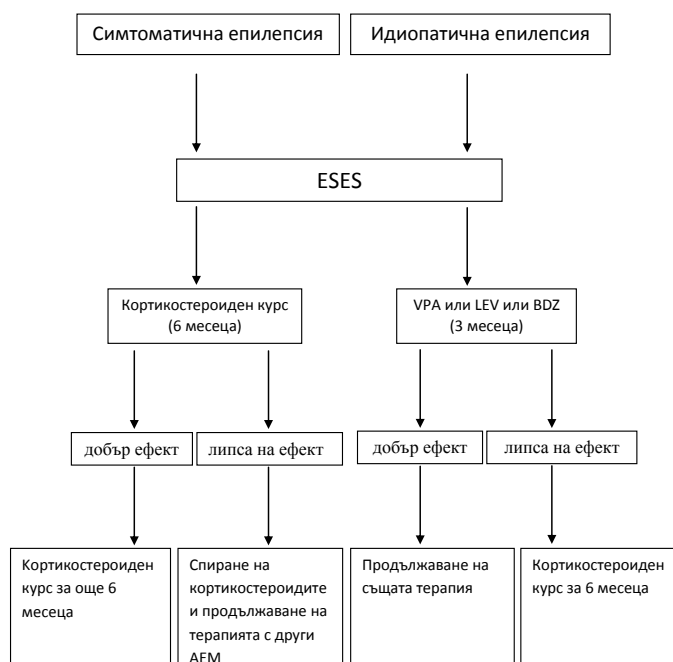 Симтоматична епилепсия
Идиопатична епилепсия
ESES
Кортикостероиден курс
(6 месеца)
VPA или LEV или BDZ
(3 месеца)
добър ефект
липса на ефект
добър ефект
липса на ефект
Кортикостероиден
курс за още 6
месеца
Спиране на
кортикостероидите
и продължаване на
терапията с други
АЕМ
Продължаване на
същата терапия
Кортикостероиден
курс за 6 месеца